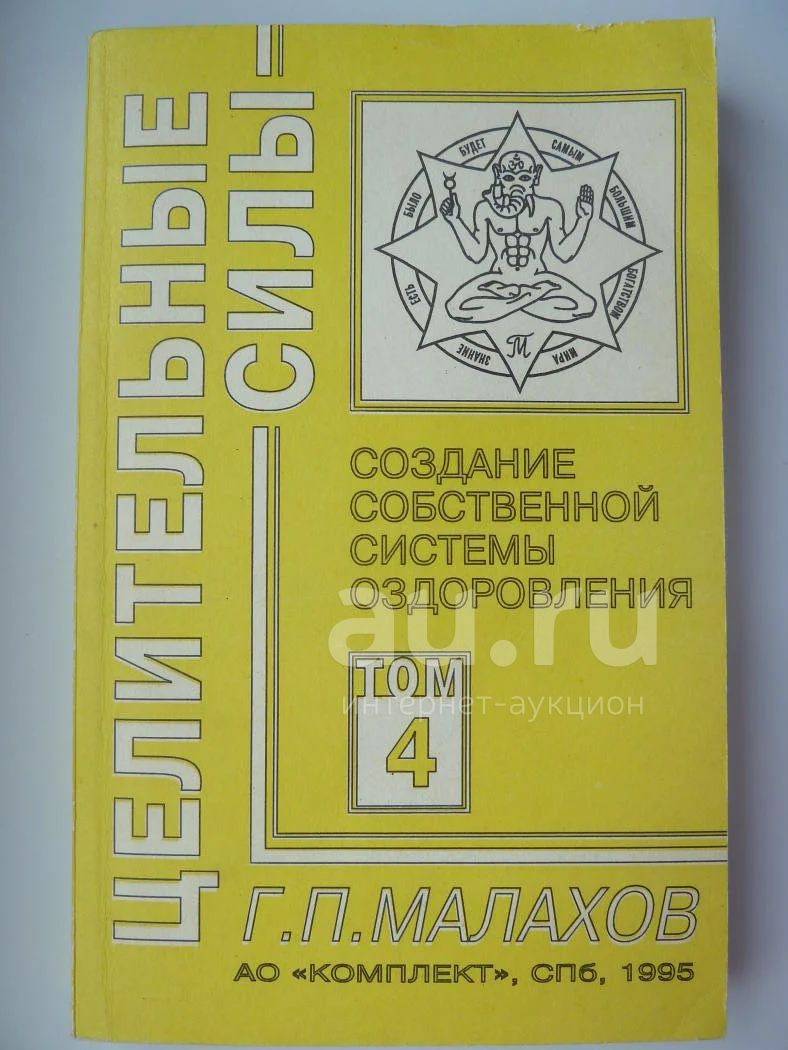 ЦЕЛИТЕЛЬНЫЕ
СИЛЫ
ЗНАНИЕ ЕСТЬ БЫЛО БУДЕТ САМЫМ БОЛЬШИМ БОГАТСТВОМ МИРА
ГМ
СОЗДАНИЕ
СОБСТВЕННОЙ
СИСТЕМЫ
ОЗДОРОВЛЕНИЯ
au.ru
интернет-аукцион
ТОМ
4
Г.П.МАЛАХОВ
АО «КОМПЛЕКТ», СПб, 1995